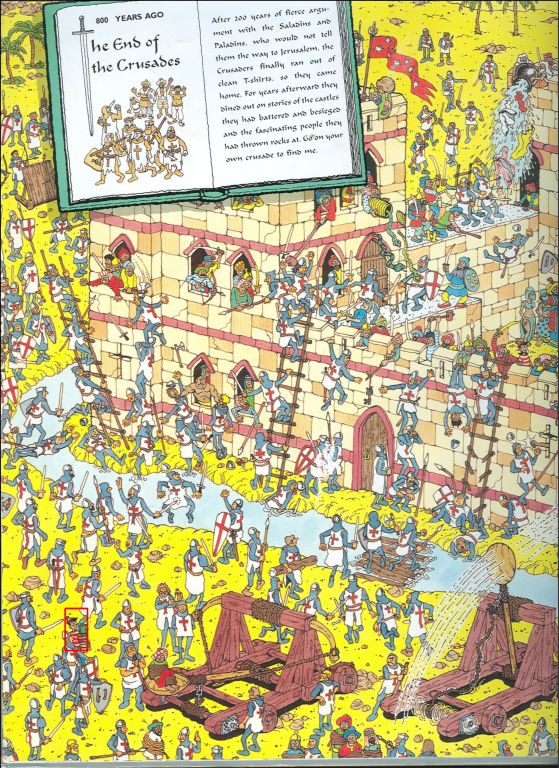 800 YEARS AGO
The End of
the Crusades
After 200 years of fierce argu-
ment with the Saladins and
Paladins, who would not tell
them the way to Jerusalem, the
Crusaders finally ran out of
clean T-shirts, so they came
home. For years afterward they
dined out on stories of the castles
they had battered and besieged
and the fascinating people they
had thrown rocks at. Go on your
own crusade to find me.